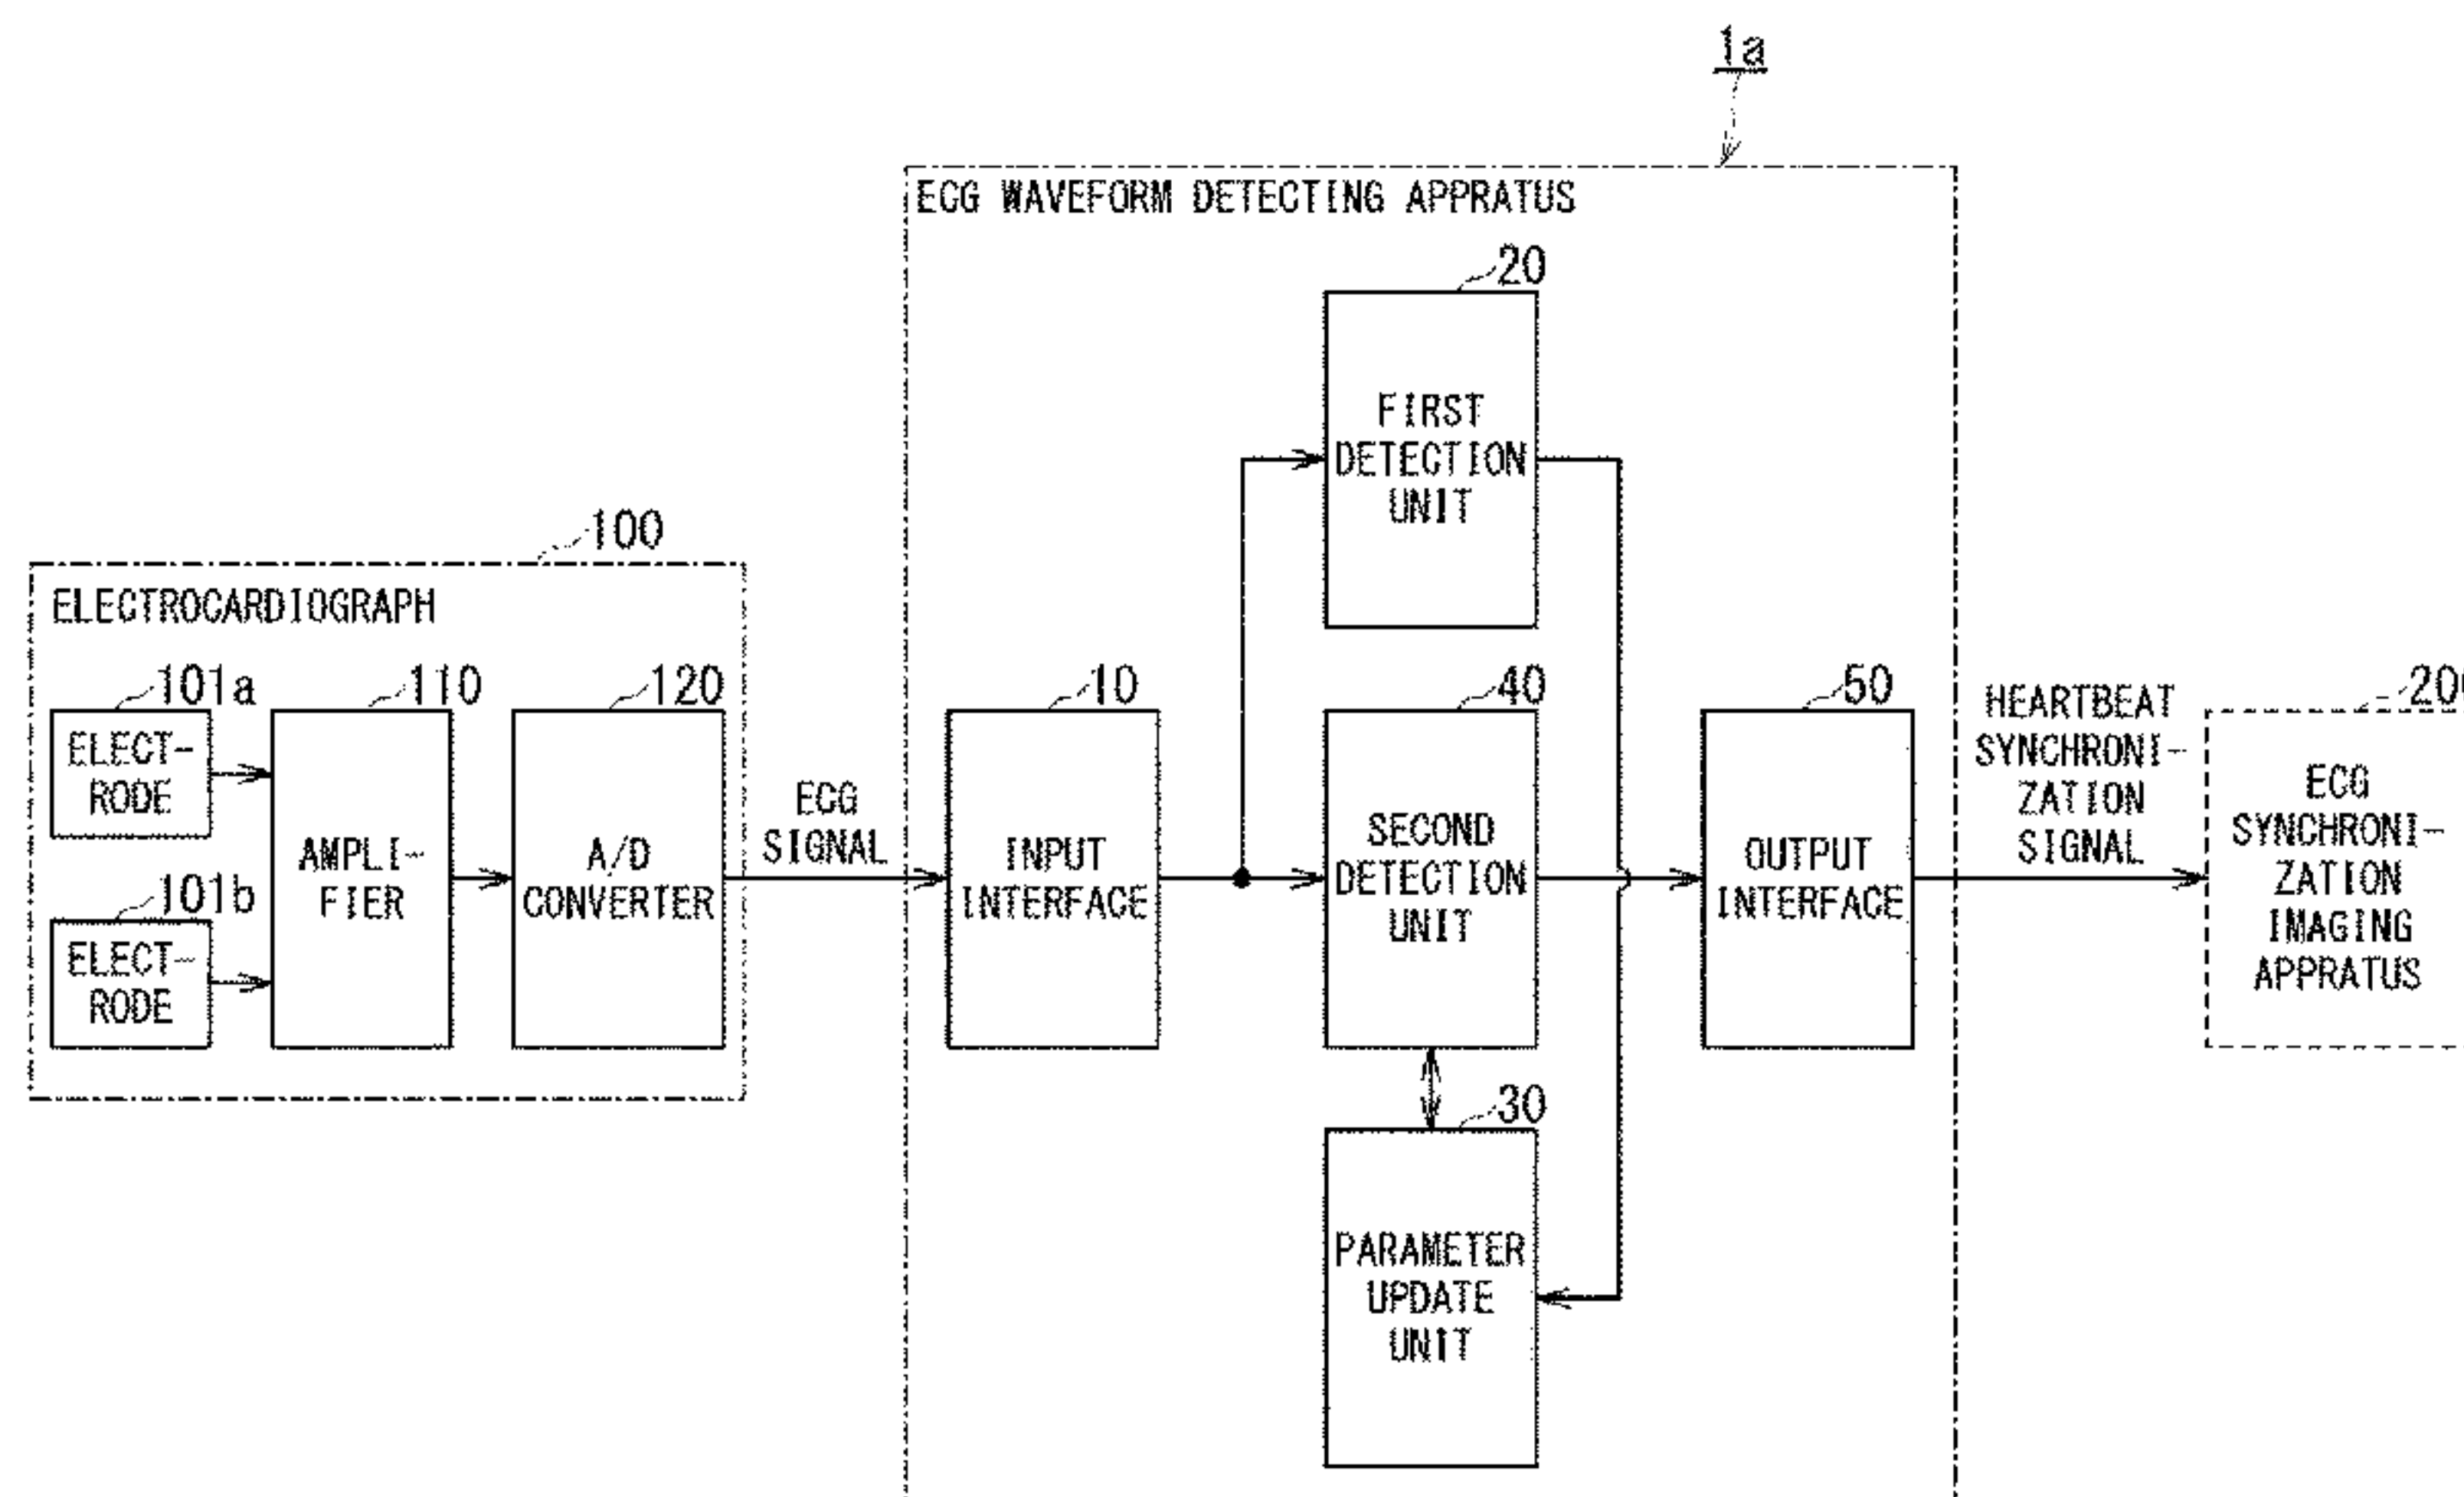 1a
ECG WAVEFORM DETECTING APPRATUS
20
FIRST
DETECTION
UNIT
100
ELECTROCARDIOGRAPH
101a
ELECT-
RODE
101b
ELECT-
RODE
110
AMPLI-
FIER
120
A/D
CONVERTER
ECG
SIGNAL
10
INPUT
INTERFACE
40
SECOND
DETECTION
UNIT
30
PARAMETER
UPDATE
UNIT
50
OUTPUT
INTERFACE
HEARTBEAT
SYNCHRONI-
ZATION
SIGNAL
200
ECG
SYNCHRONI-
ZATION
IMAGING
APPRATUS